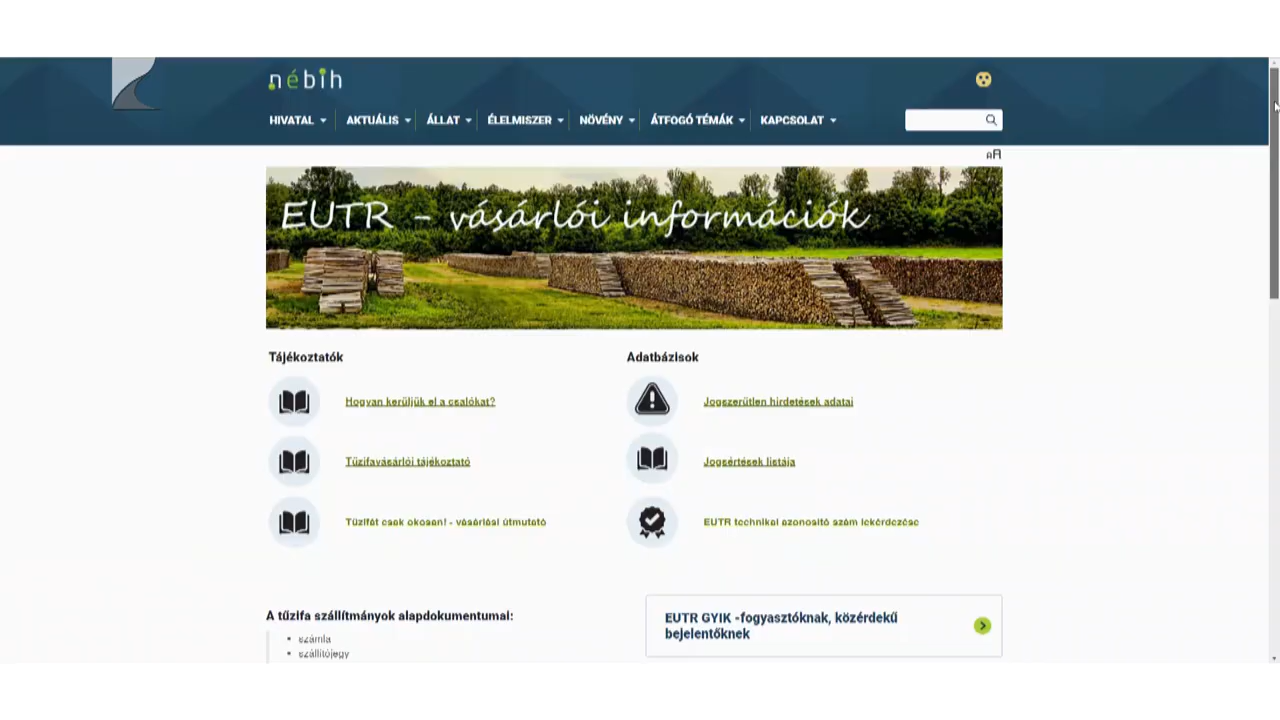 nébih
HIVATAL
AKTUÁLIS
ÁLLAT
ÉLELMISZER
NÖVÉNY
ÁTFOGÓ TÉMÁK
KAPCSOLAT
AA
EUTR - vásárlói információk
Tájékoztatók
Hogyan kerüljük el a csalókat?
Tűzifavásárlói tájékoztató
Tűzifát csak okosan! - vásárlási útmutató
Adatbázisok
Jogszerűtlen hirdetések adatai
Jogsértések listája
EUTR technikai azonosító szám lekérdezése
A tűzifa szállítmányok alapdokumentumai:
számla
szállítójegy
EUTR GYIK -fogyasztóknak, közérdekű
bejelentőknek